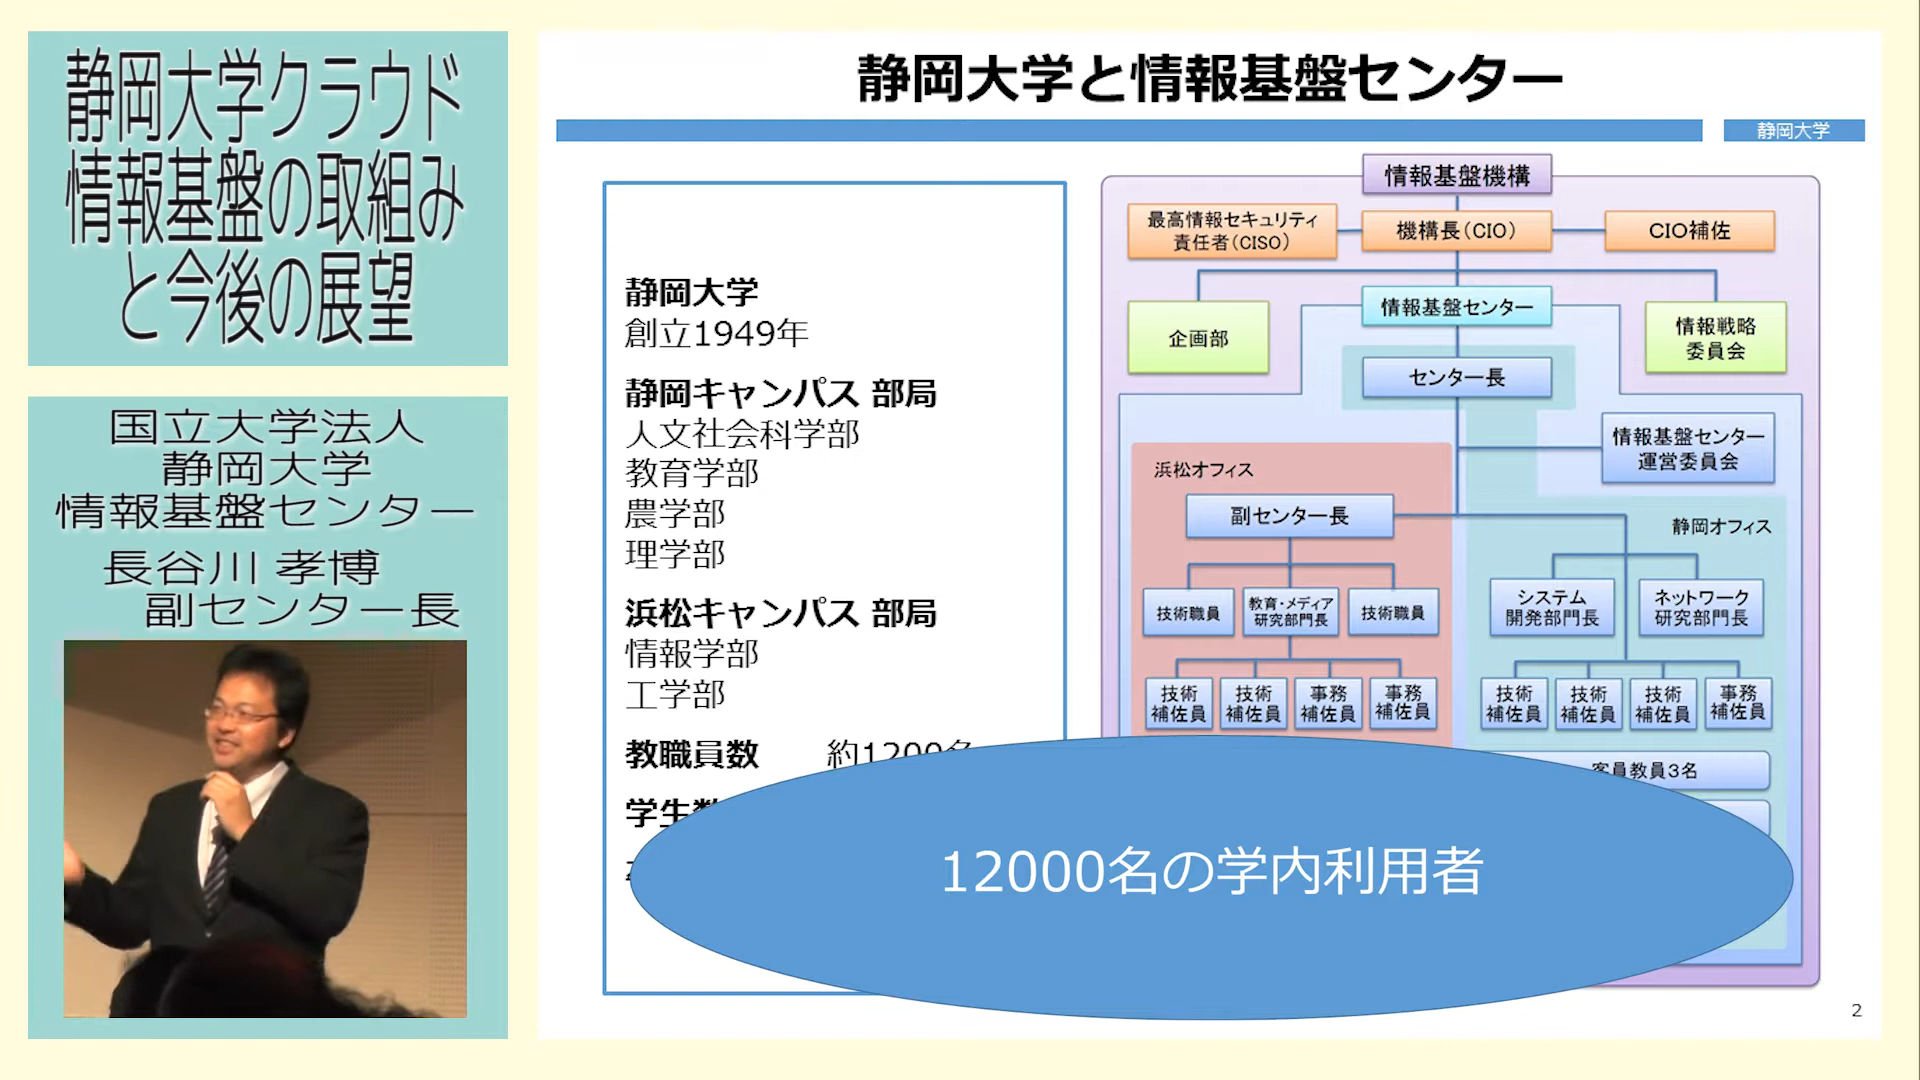 静岡大学クラウド
情報基盤の取組み
と今後の展望
国立大学法人
静岡大学
情報基盤センター
長谷川 孝博
副センター長
静岡大学と情報基盤センター
静岡大学
静岡大学
創立1949年
静岡キャンパス 部局
人文社会科学部
教育学部
農学部
理学部
浜松キャンパス 部局
情報学部
工学部
教職員数 約1200名
学生数
12000名の学内利用者
情報基盤機構
最高情報セキュリティ
責任者(CISO)
機構長(CIO)
CIO補佐
企画部
情報基盤センター
情報戦略
委員会
センター長
情報基盤センター
運営委員会
浜松オフィス
副センター長
静岡オフィス
技術職員
教育・メディア
研究部門長
技術職員
システム
開発部門長
ネットワーク
研究部門長
技術
補佐員
技術
補佐員
事務
補佐員
事務
補佐員
技術
補佐員
技術
補佐員
技術
補佐員
事務
補佐員
客員教員3名
2